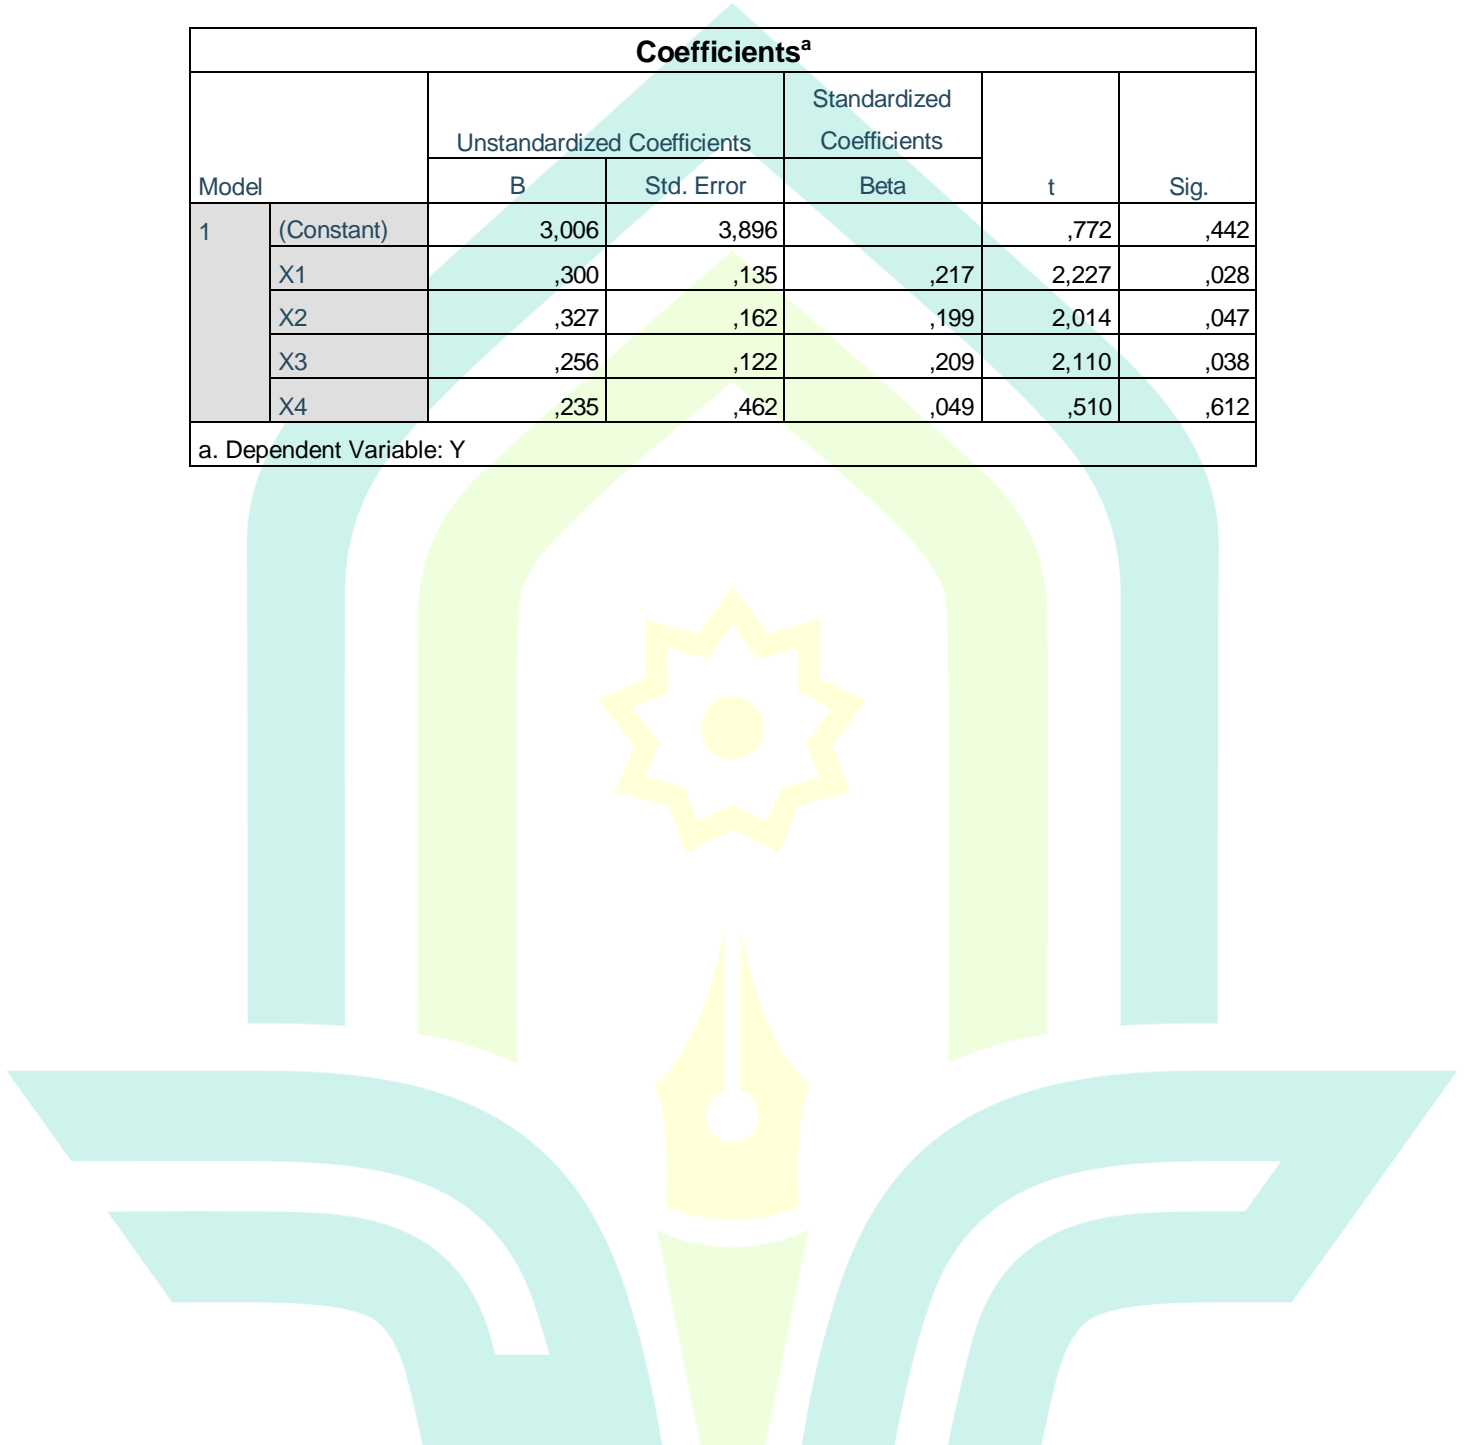 Coefficientsa
Model Unstandardized Coefficients Standardized Coefficients t Sig.
B Std. Error Beta
1 (Constant) 3,006 3,896 ,772 ,442
X1 ,300 ,135 ,217 2,227 ,028
X2 ,327 ,162 ,199 2,014 ,047
X3 ,256 ,122 ,209 2,110 ,038
X4 ,235 ,462 ,049 ,510 ,612
a. Dependent Variable: Y